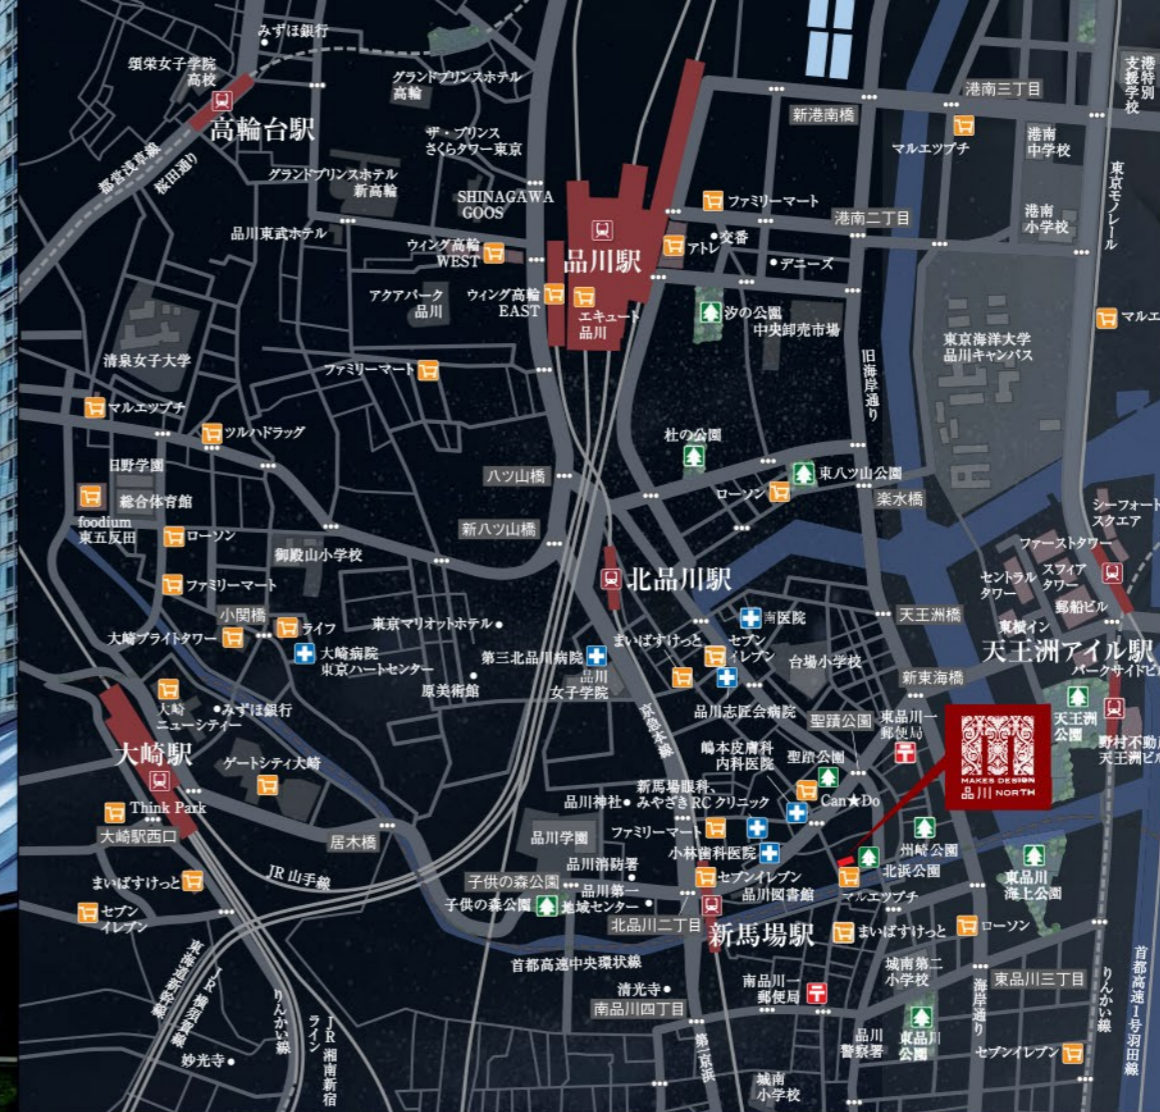 みずほ銀行
頌栄女子学院
高校
高輪台駅
都営浅草線
桜田通り
グランドプリンスホテル
高輪
ザ・プリンス
さくらタワー東京
グランドプリンスホテル
新高輪
SHINAGAWA
GOOS
品川東武ホテル
ウィング高輪
WEST
アクアパーク
品川
ウィング高輪
EAST
品川駅
エキュート
品川
ファミリーマート
アトレ
交番
デニーズ
汐の公園
中央卸売市場
新港南橋
港南三丁目
マルエツプチ
港南
中学校
港南
小学校
港特別
支援学校
東京モノレール
港南二丁目
東京海洋大学
品川キャンパス
マルエ
旧海岸通り
清泉女子大学
ファミリーマート
マルエツプチ
ツルハドラッグ
日野学園
総合体育館
foodium
東五反田
ローソン
御殿山小学校
ファミリーマート
小関橋
大崎ブライトタワー
ライフ
大崎病院
東京ハートセンター
八ツ山橋
新八ツ山橋
杜の公園
ローソン
東八ツ山公園
楽水橋
北品川駅
東京マリオットホテル
第三北品川病院
品川
女子学院
原美術館
まいばすけっと
セブン
イレブン
南医院
台場小学校
天王洲橋
新東海橋
品川志匠会病院
聖蹟公園
東品川一
郵便局
シーフォート
スクエア
ファーストタワー
セントラル
タワー
スフィア
タワー
郵船ビル
東横イン
天王洲アイル駅
パークサイドビ
天王洲
公園
野村不動産
天王洲ビ
大崎
ニューシティー
みずほ銀行
大崎駅
ゲートシティ大崎
Think Park
大崎駅西口
まいばすけっと
セブン
イレブン
居木橋
JR 山手線
京急本線
嶋本皮膚科
内科医院
聖蹟公園
新馬場眼科、
みやざきRCクリニック
品川神社
Can★Do
ファミリーマート
小林歯科医院
品川学園
品川消防署
子供の森公園
子供の森公園
品川第一
地域センター
セブンイレブン
品川図書館
北品川二丁目
新馬場駅
MAKES DESIGN
品川 NORTH
州崎公園
北浜公園
マルエツプチ
東品川
海上公園
まいばすけっと
ローソン
首都高速中央環状線
清光寺
南品川四丁目
南品川一
郵便局
城南第二
小学校
東品川三丁目
海岸通り
品川
警察署
東品川
公園
セブンイレブン
りんかい線
首都高速1号羽田線
東海道新幹線
JR 横須賀線
りんかい線
JR 湘南新宿
ライン
妙光寺
第一京浜
城南
小学校